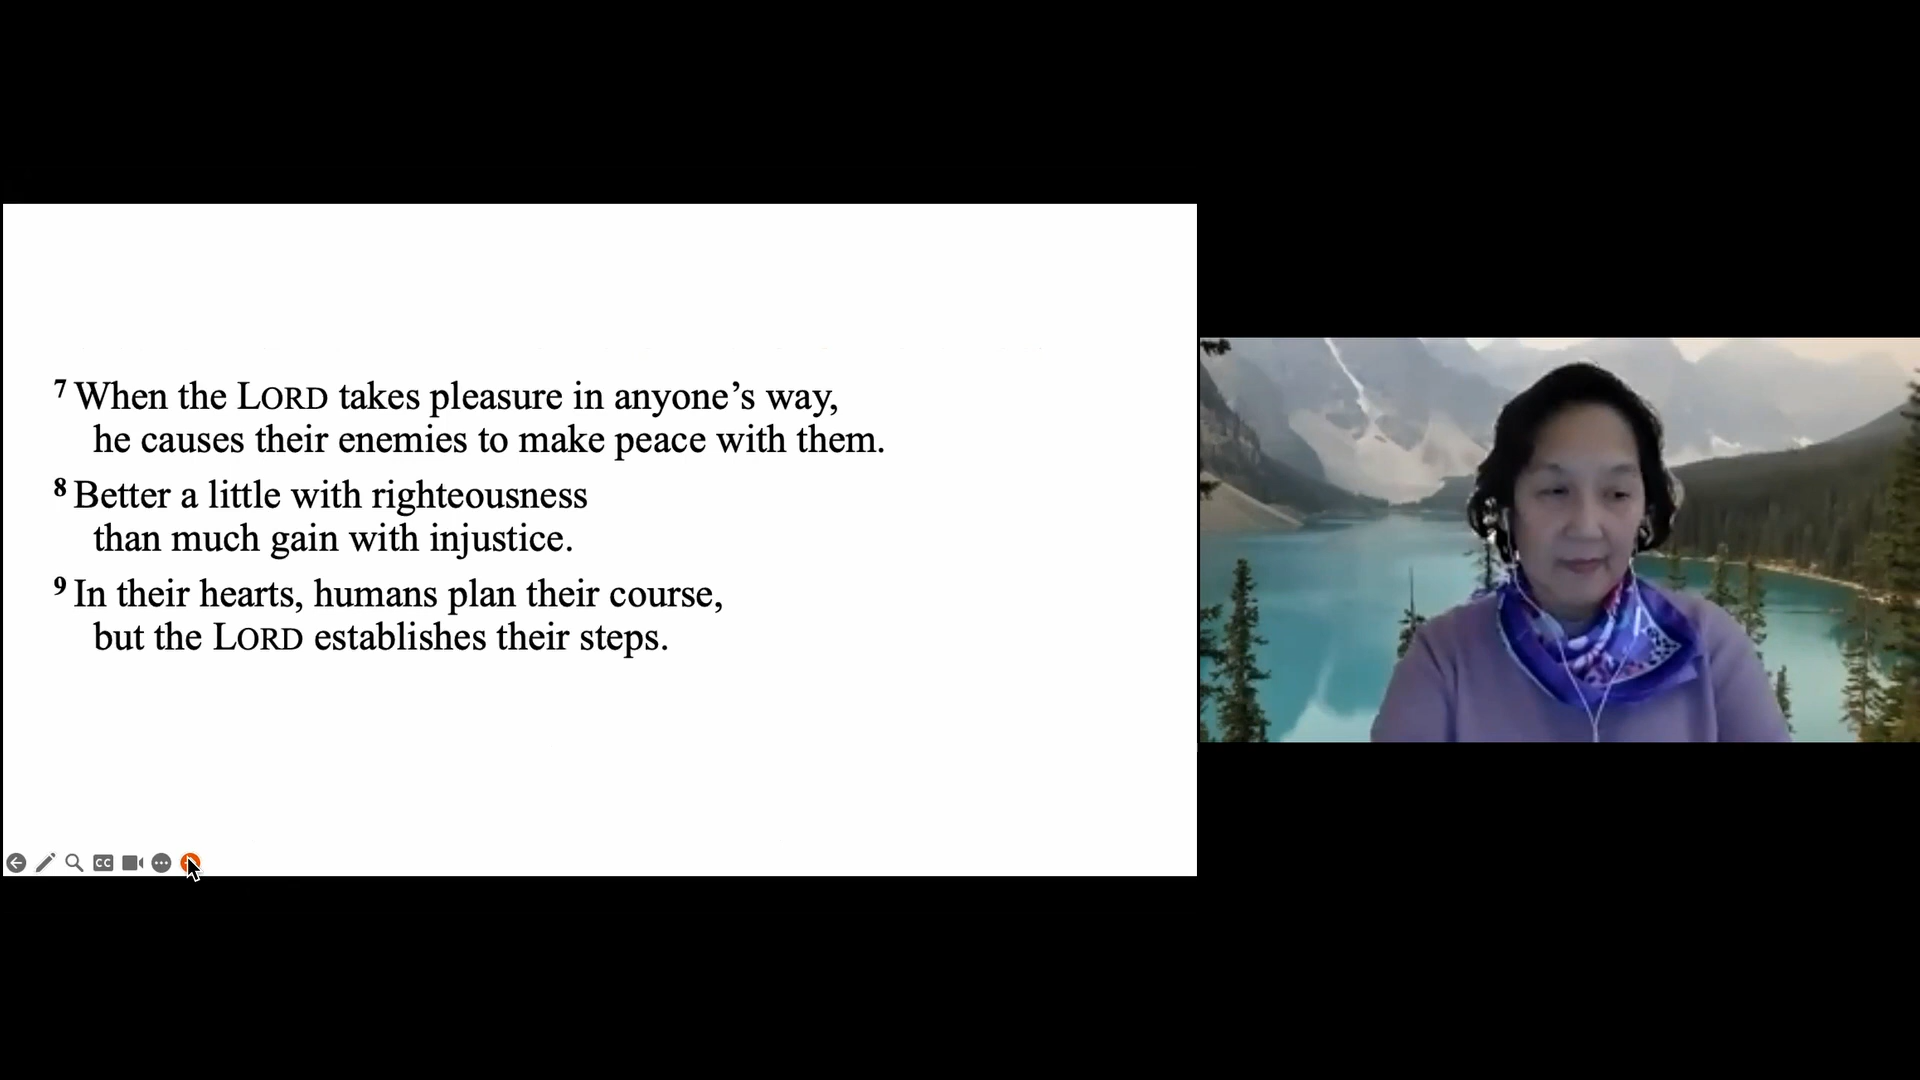 7 When the LORD takes pleasure in anyone’s way,
he causes their enemies to make peace with them.
8 Better a little with righteousness
than much gain with injustice.
9 In their hearts, humans plan their course,
but the LORD establishes their steps.
CC